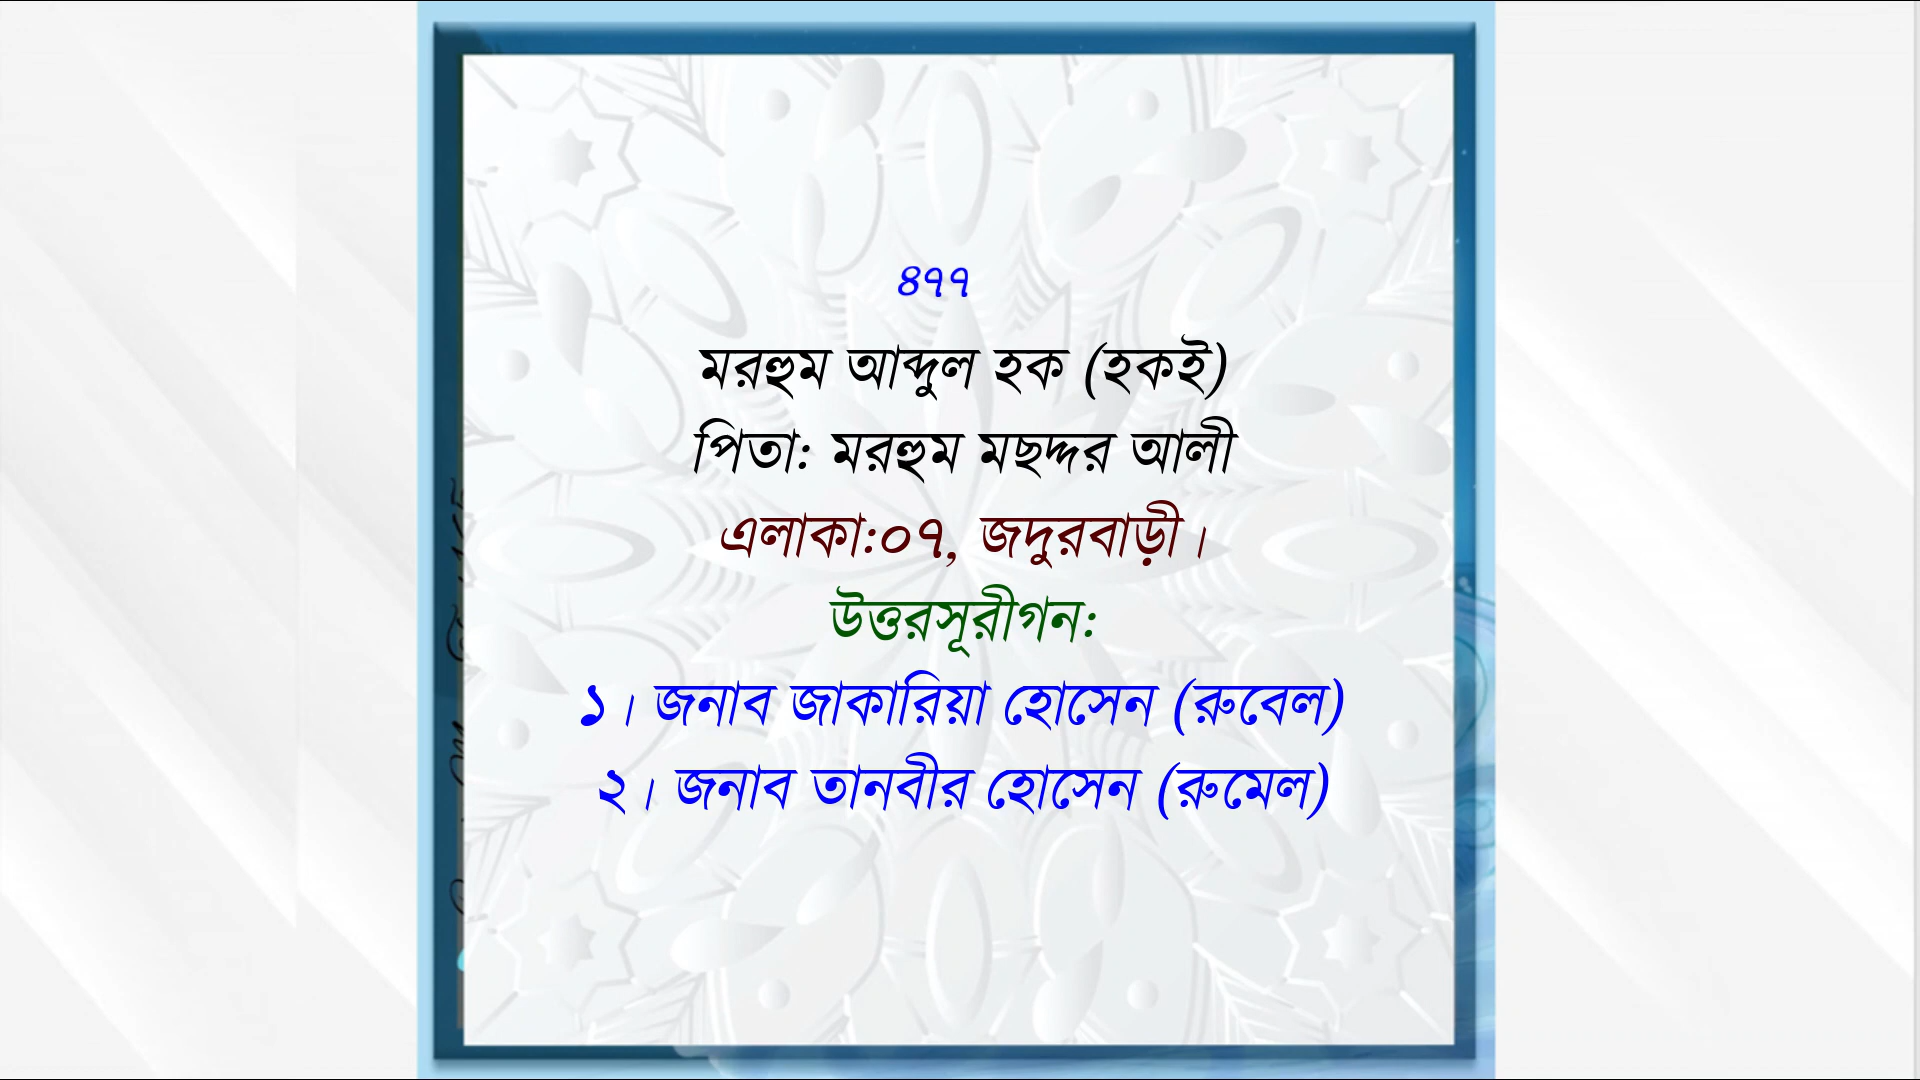 ৪৭৭
মরহুম আব্দুল হক (হকই)
পিতা: মরহুম মছদ্দর আলী
এলাকা:০৭, জদুরবাড়ী।
উত্তরসূরীগন:
১। জনাব জাকারিয়া হোসেন (রুবেল)
২। জনাব তানবীর হোসেন (রুমেল)